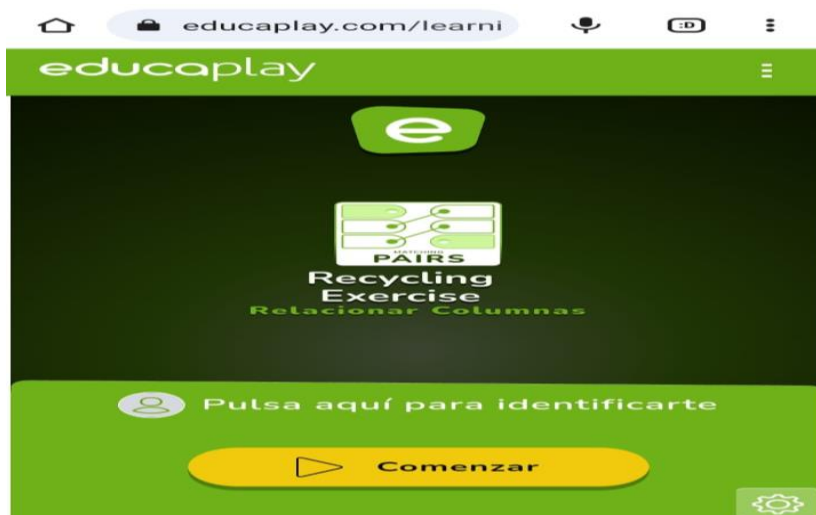 educaplay.com/learni
:D
educaplay
e
MATCHING
PAIRS
Recycling
Exercise
Relacionar Columnas
Pulsa aquí para identificarte
Comenzar